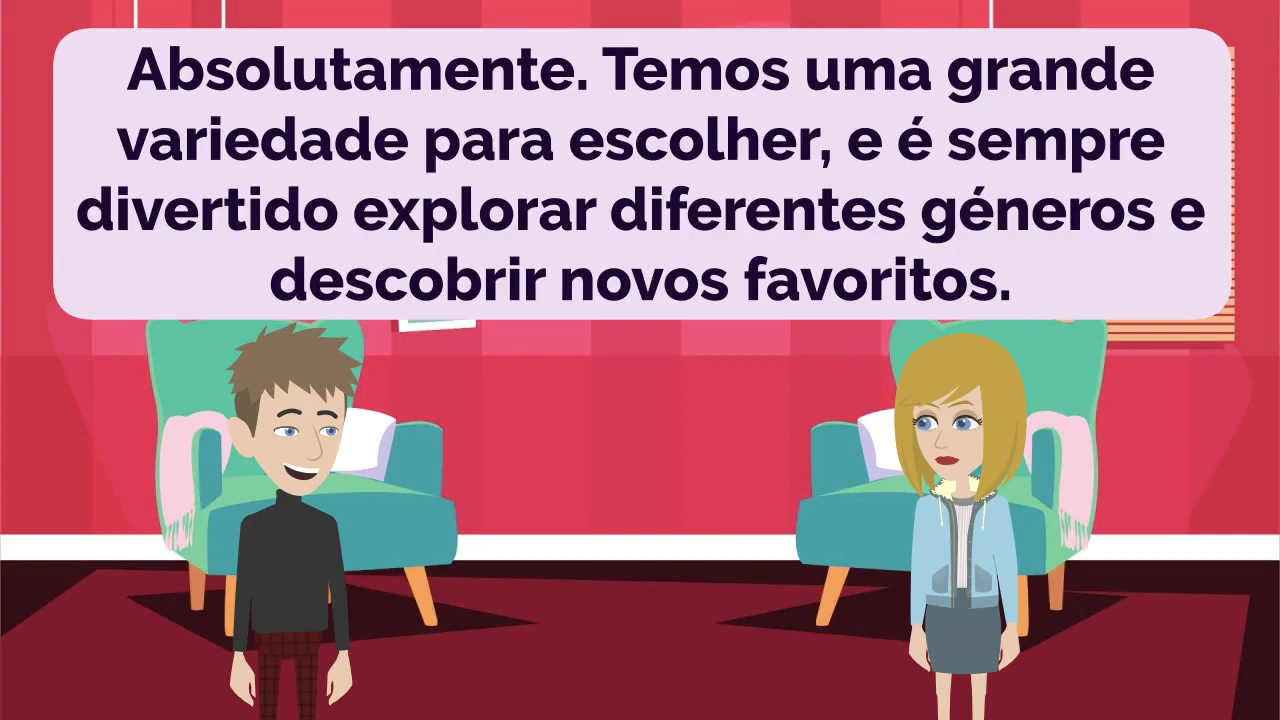 Absolutamente. Temos uma grande
variedade para escolher, e é sempre
divertido explorar diferentes géneros e
descobrir novos favoritos.